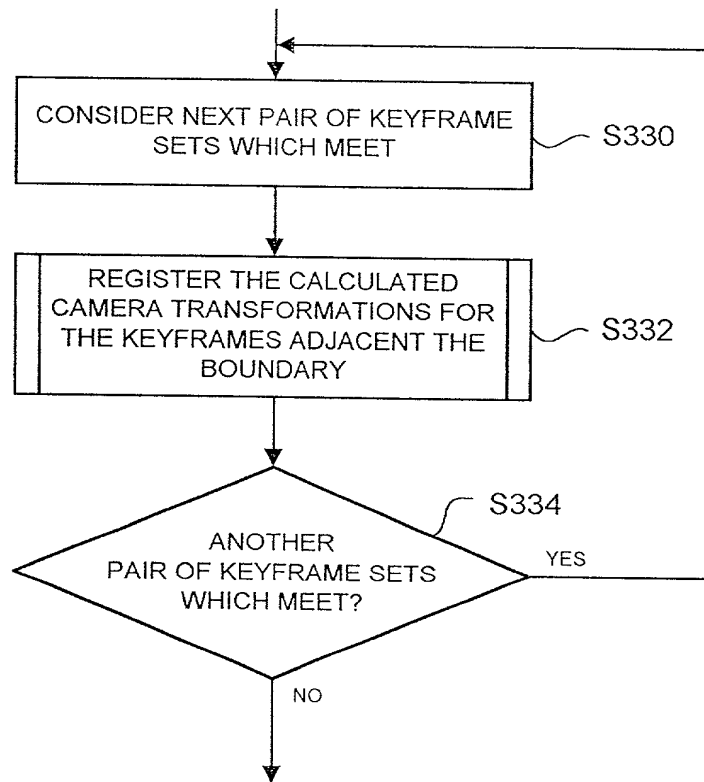 CONSIDER NEXT PAIR OF KEYFRAME
SETS WHICH MEET
S330
REGISTER THE CALCULATED
CAMERA TRANSFORMATIONS FOR
THE KEYFRAMES ADJACENT THE
BOUNDARY
S332
S334
ANOTHER
PAIR OF KEYFRAME SETS
WHICH MEET?
YES
NO